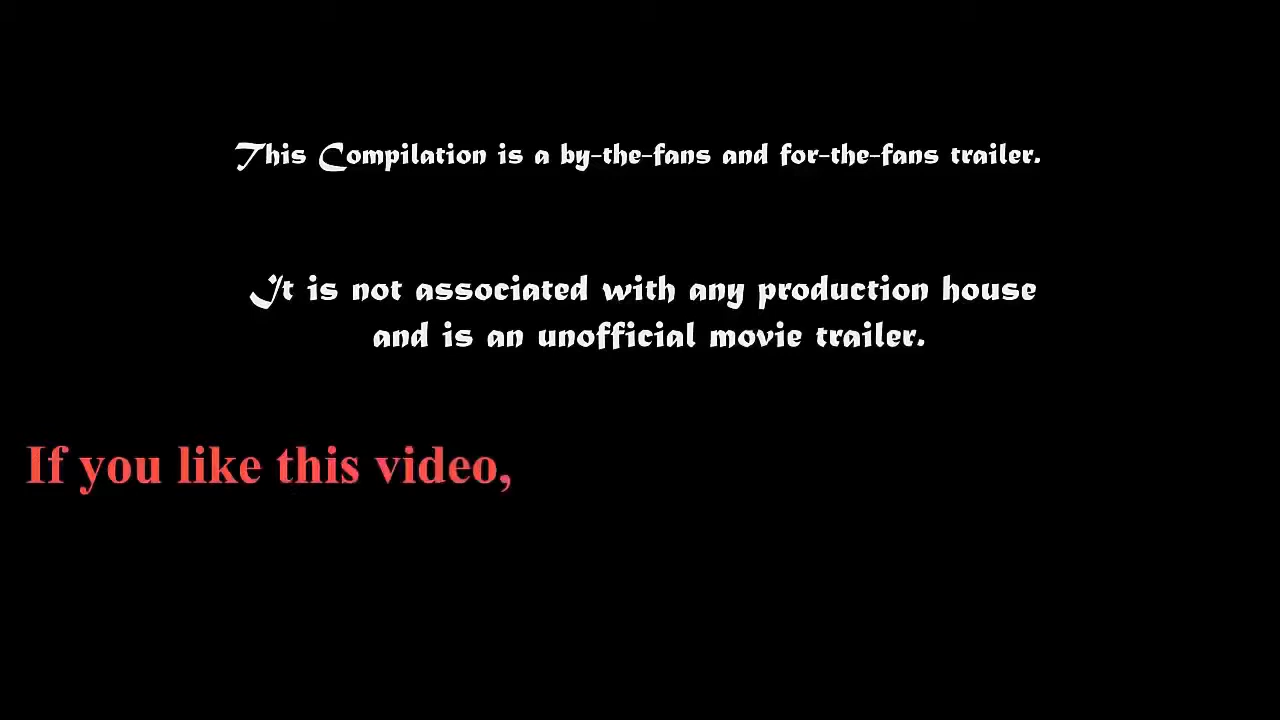 This Compilation is a by-the-fans and for-the-fans trailer.
It is not associated with any production house
and is an unofficial movie trailer.
If you like this video,